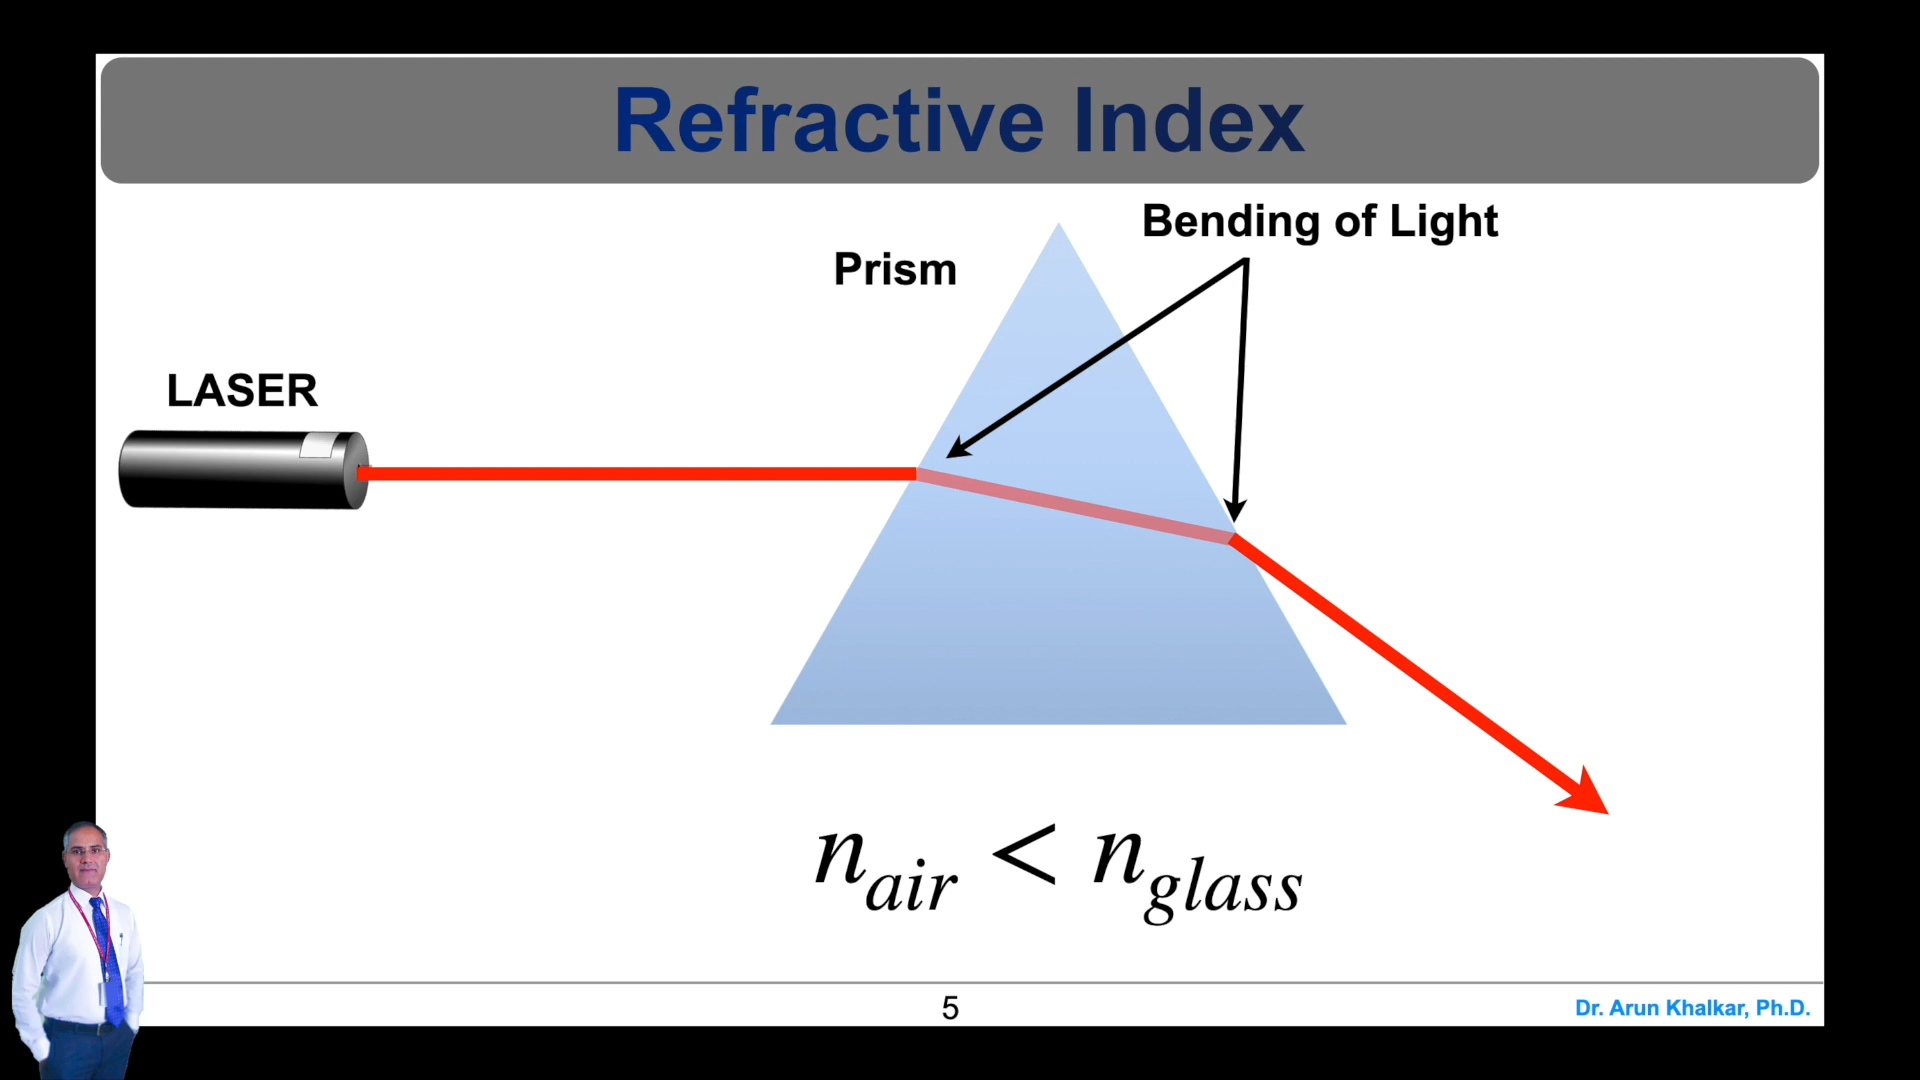 Refractive Index
Bending of Light
Prism
LASER
n_air < n_glass
5
Dr. Arun Khalkar, Ph.D.